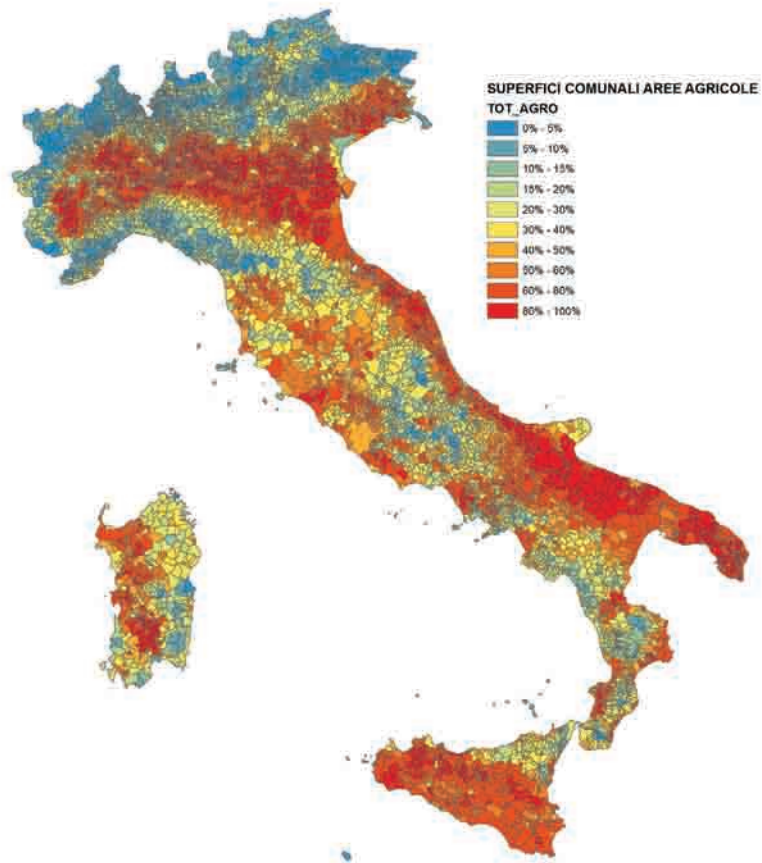 SUPERFICI COMUNALI AREE AGRICOLE
TOT_AGRO
0% - 5%
5% - 10%
10% - 15%
15% - 20%
20% - 30%
30% - 40%
40% - 50%
50% - 60%
60% - 80%
80% - 100%